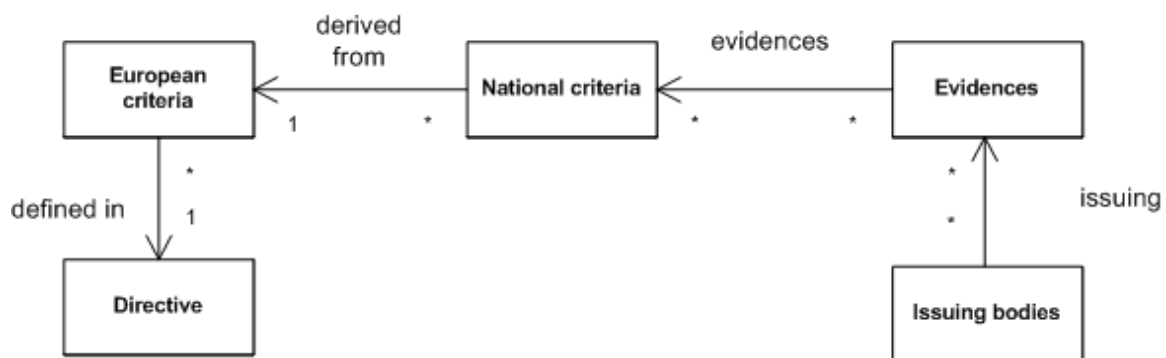 derived
from
evidences
European
criteria
National criteria
Evidences
1
*
*
*
*
*
defined in
1
*
issuing
Directive
Issuing bodies